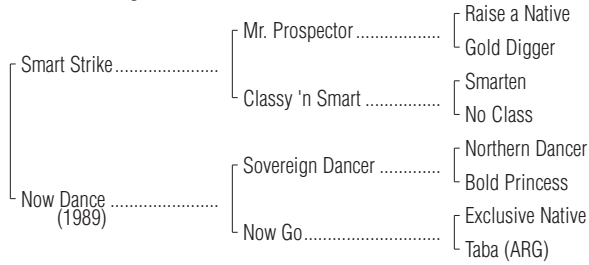 Raise a Native
Mr. Prospector..................
Gold Digger
Smart Strike......................
Smarten
Classy 'n Smart ................
No Class
Northern Dancer
Sovereign Dancer .............
Bold Princess
Now Dance .......................
(1989)
Exclusive Native
Now Go.............................
Taba (ARG)